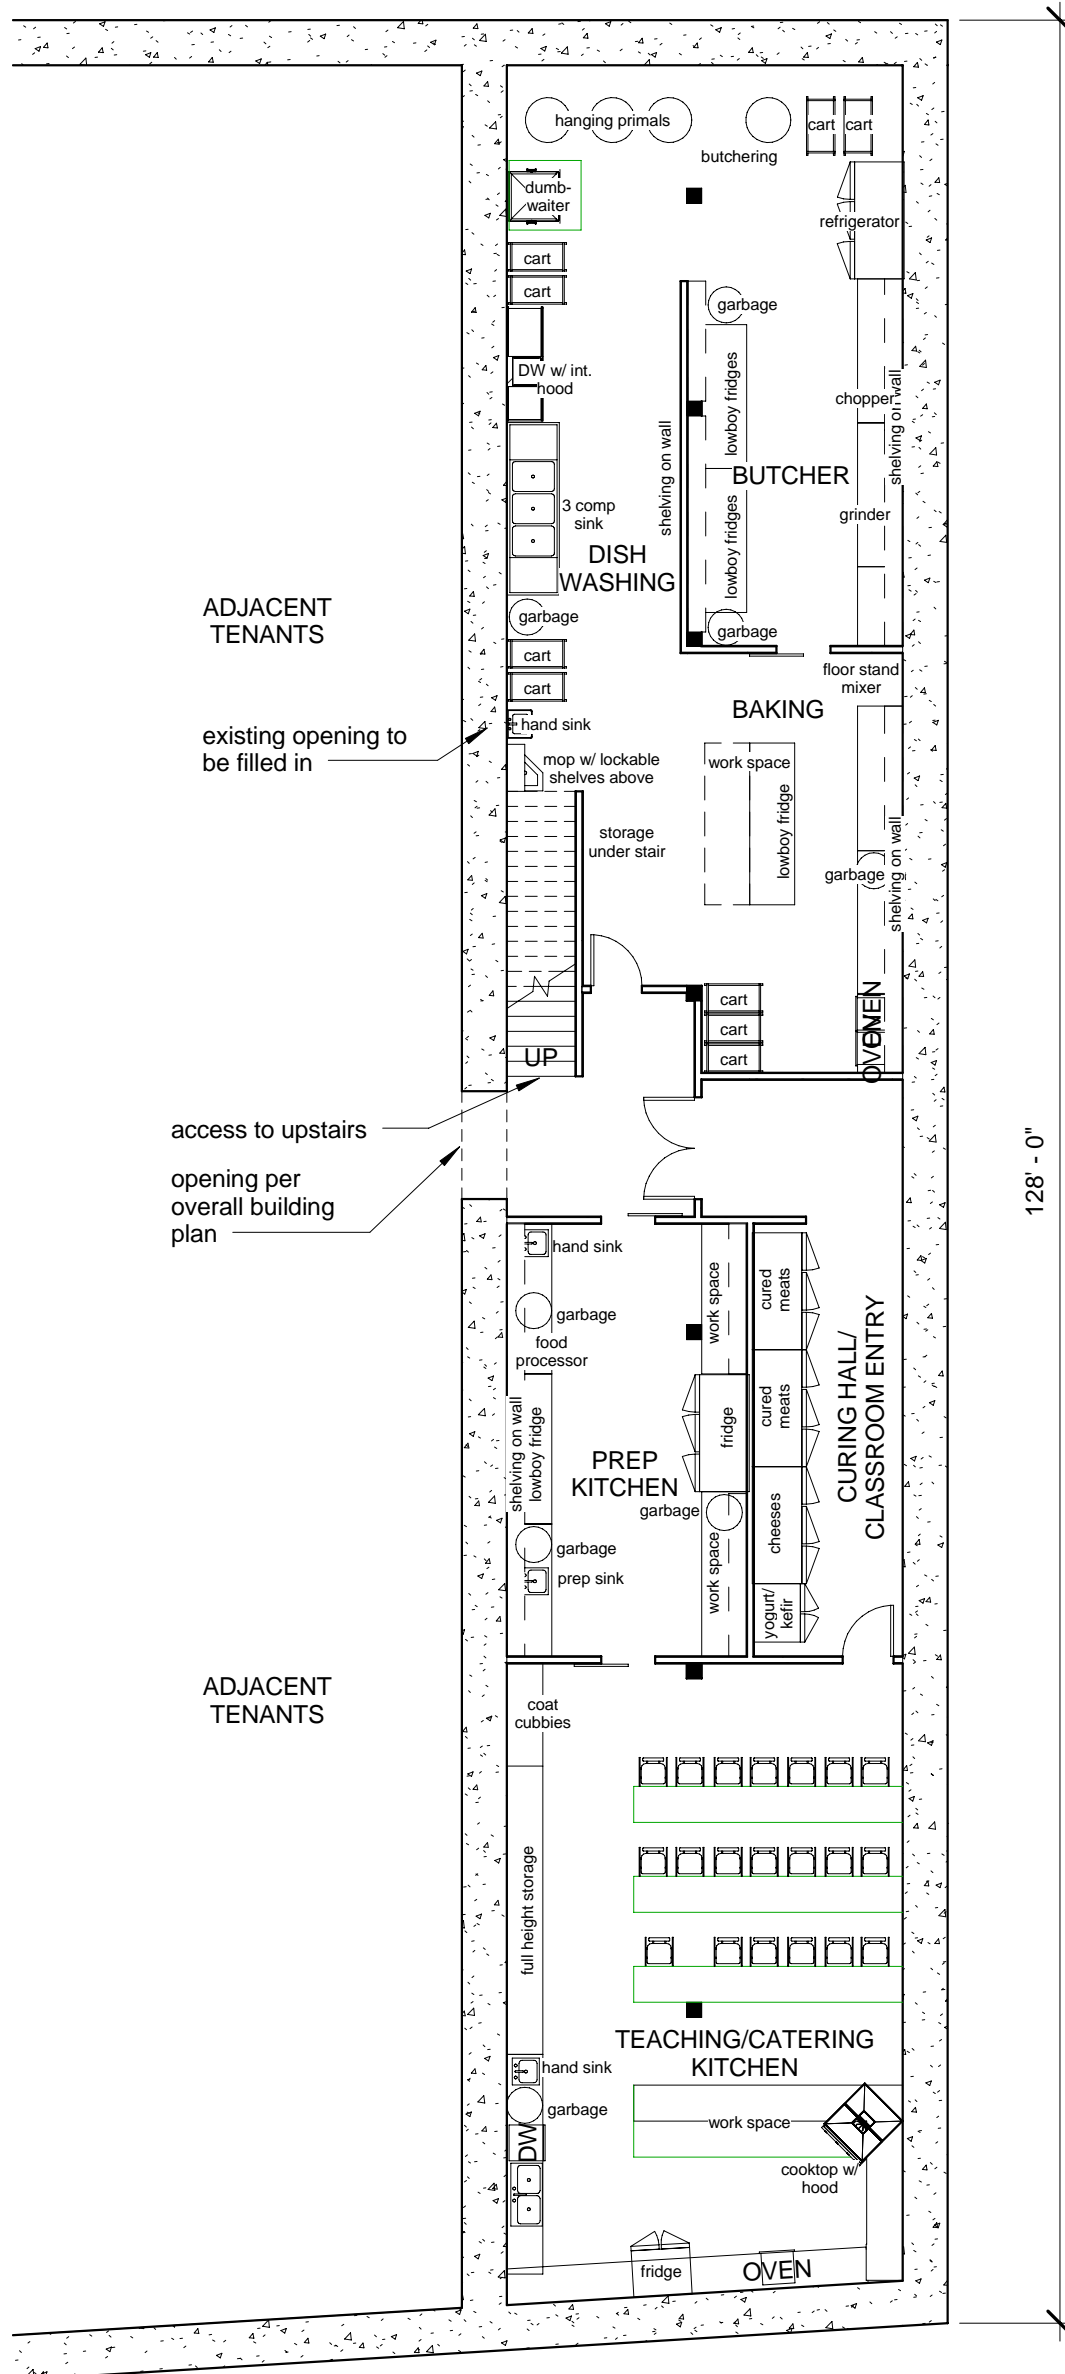 hanging primals
cart
cart
butchering
dumb-
waiter
refrigerator
cart
cart
garbage
DW w/ int.
hood
lowboy fridges
chopper
shelving on wall
shelving on wall
BUTCHER
3 comp
sink
grinder
lowboy fridges
DISH
WASHING
garbage
garbage
ADJACENT
TENANTS
cart
cart
floor stand
mixer
BAKING
hand sink
existing opening to
be filled in
mop w/ lockable
shelves above
work space
lowboy fridge
storage
under stair
shelving on wall
garbage
cart
cart
cart
OVEN
OVEN
UP
access to upstairs
128' - 0"
opening per
overall building
plan
hand sink
work space
cured
meats
garbage
food
processor
CURING HALL/
CLASSROOM ENTRY
shelving on wall
lowboy fridge
fridge
cured
meats
PREP
KITCHEN
garbage
cheeses
garbage
prep sink
work space
yogurt/
kefir
ADJACENT
TENANTS
coat
cubbies
full height storage
TEACHING/CATERING
KITCHEN
hand sink
garbage
work space
DW
cooktop w/
hood
fridge
OVEN